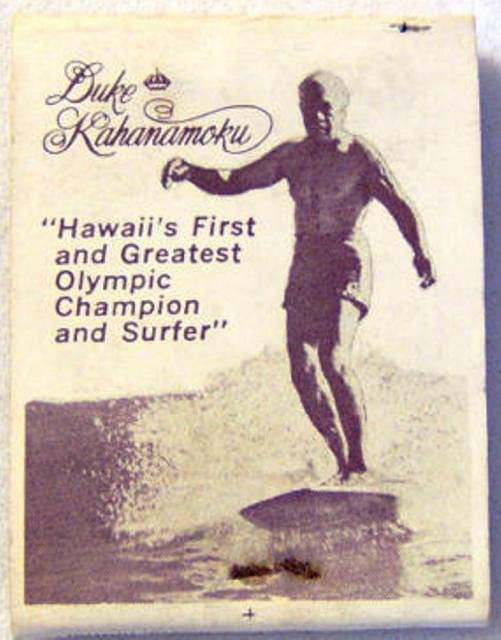 Duke
Kahanamoku
"Hawaii's First
and Greatest
Olympic
Champion
and Surfer"